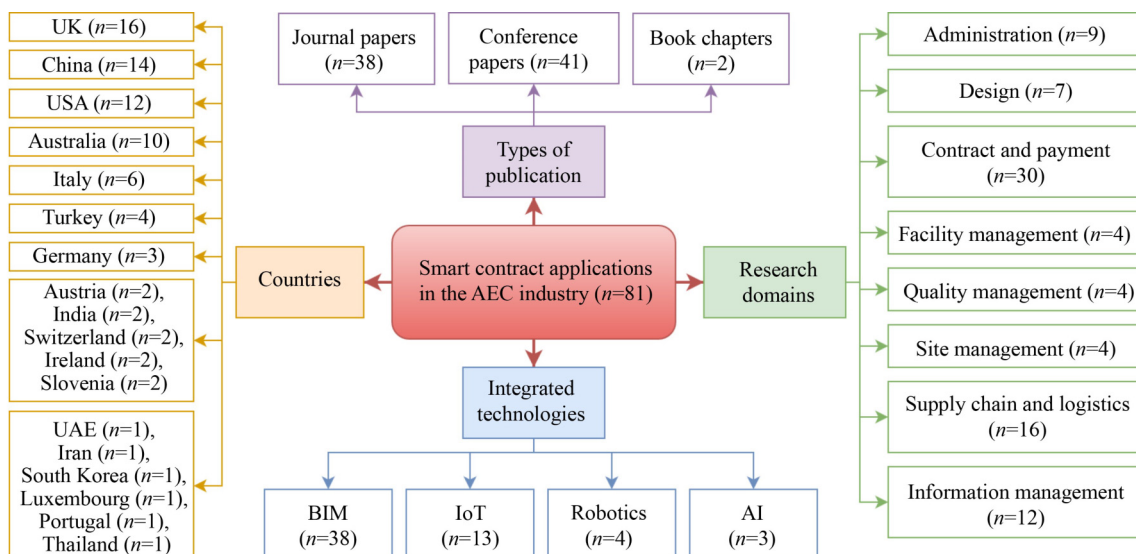 UK (n=16)
China (n=14)
USA (n=12)
Australia (n=10)
Italy (n=6)
Turkey (n=4)
Germany (n=3)
Austria (n=2),
India (n=2),
Switzerland (n=2),
Ireland (n=2),
Slovenia (n=2)
UAE (n=1),
Iran (n=1),
South Korea (n=1),
Luxembourg (n=1),
Portugal (n=1),
Thailand (n=1)
Countries
Journal papers
(n=38)
Conference
papers (n=41)
Book chapters
(n=2)
Types of
publication
Smart contract applications
in the AEC industry (n=81)
Integrated
technologies
BIM
(n=38)
IoT
(n=13)
Robotics
(n=4)
AI
(n=3)
Research
domains
Administration (n=9)
Design (n=7)
Contract and payment
(n=30)
Facility management (n=4)
Quality management (n=4)
Site management (n=4)
Supply chain and logistics
(n=16)
Information management
(n=12)